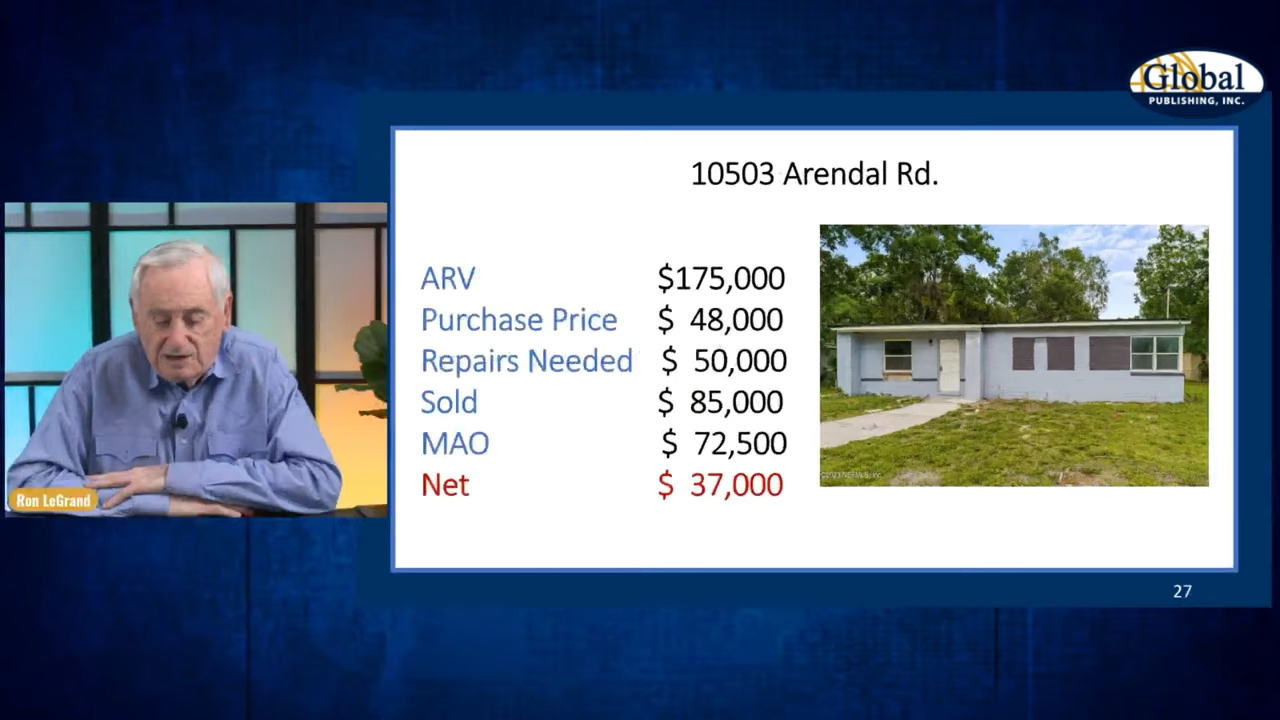 Global
PUBLISHING, INC.
10503 Arendal Rd.
ARV $175,000
Purchase Price $ 48,000
Repairs Needed $ 50,000
Sold $ 85,000
MAO $ 72,500
Net $ 37,000
Ron LeGrand
27